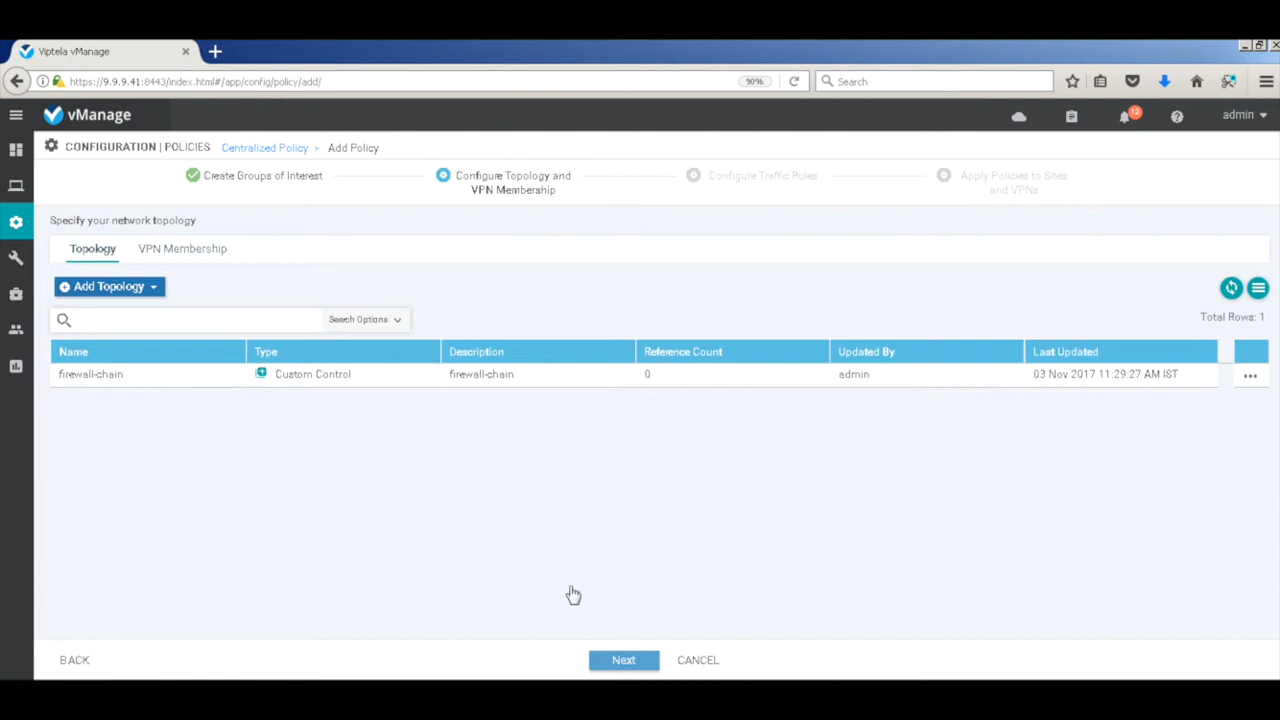 Viptela vManage
https://9.9.9.41:8443/index.html#/app/config/policy/add/
90%
Search
vManage
12
admin
CONFIGURATION | POLICIES
Centralized Policy > Add Policy
Create Groups of Interest
Configure Topology and
VPN Membership
Configure Traffic Rules
Apply Policies to Sites
and VPNs
Specify your network topology
Topology
VPN Membership
Add Topology
Search Options
Total Rows: 1
Name Type Description Reference Count Updated By Last Updated
firewall-chain Custom Control firewall-chain 0 admin 03 Nov 2017 11:29:27 AM IST
BACK
Next
CANCEL